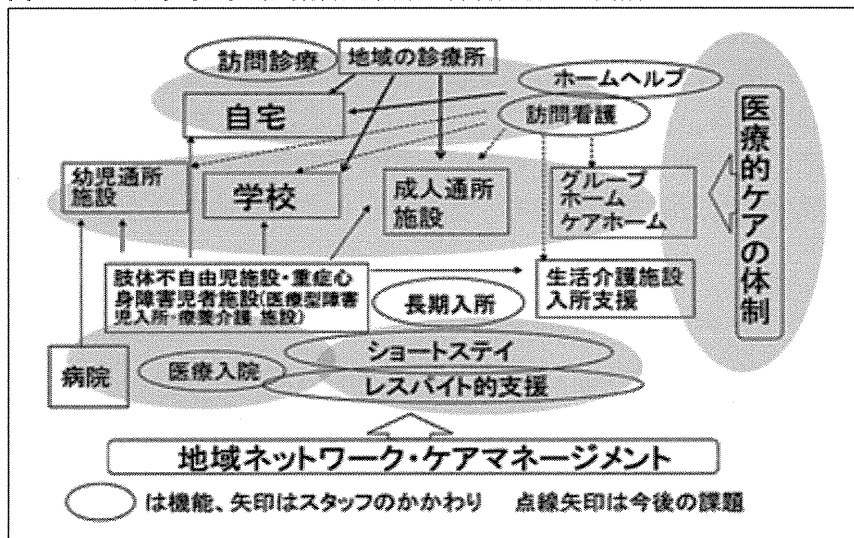 訪問診療
地域の診療所
ホームヘルプ
自宅
訪問看護
幼児通所
施設
学校
成人通所
施設
グループ
ホーム
ケアホーム
医療的ケアの体制
肢体不自由児施設・重症心
身障害児者施設(医療型障害
児入所・療養介護 施設)
長期入所
生活介護施設
入所支援
病院
医療入院
ショートステイ
レスパイト的支援
地域ネットワーク・ケアマネージメント
は機能、矢印はスタッフのかかわり 点線矢印は今後の課題